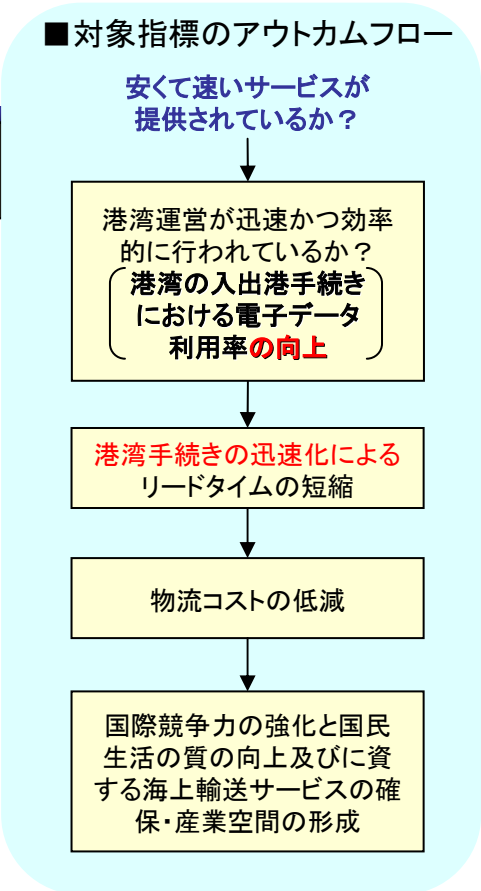 ■対象指標のアウトカムフロー
安くて速いサービスが
提供されているか？
港湾運営が迅速かつ効率
的に行われているか？
港湾の入出港手続き
における電子データ
利用率の向上
港湾手続きの迅速化による
リードタイムの短縮
物流コストの低減
国際競争力の強化と国民
生活の質の向上及びに資
する海上輸送サービスの確
保・産業空間の形成